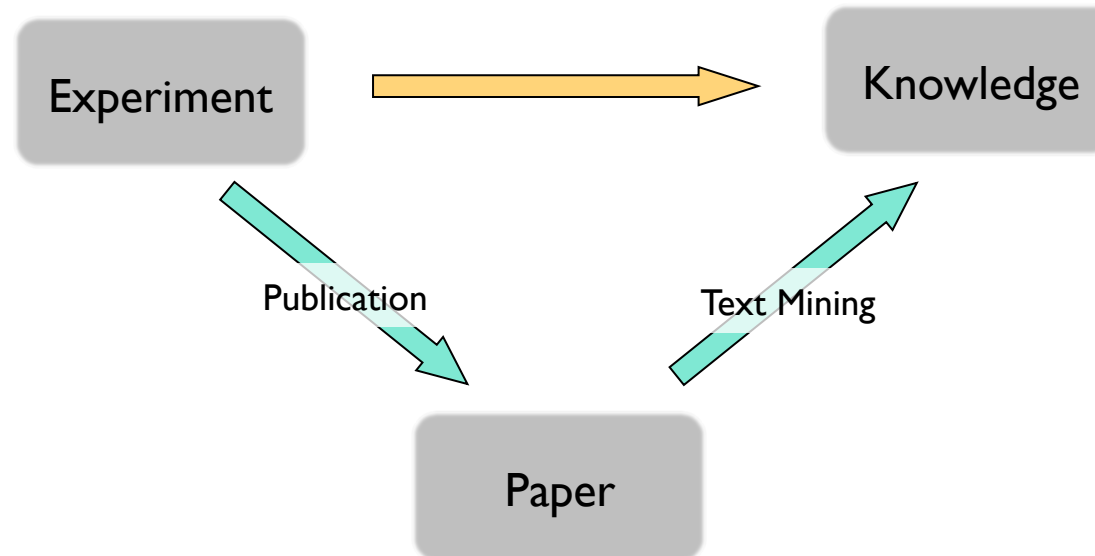 Experiment
Knowledge
Publication
Text Mining
Paper